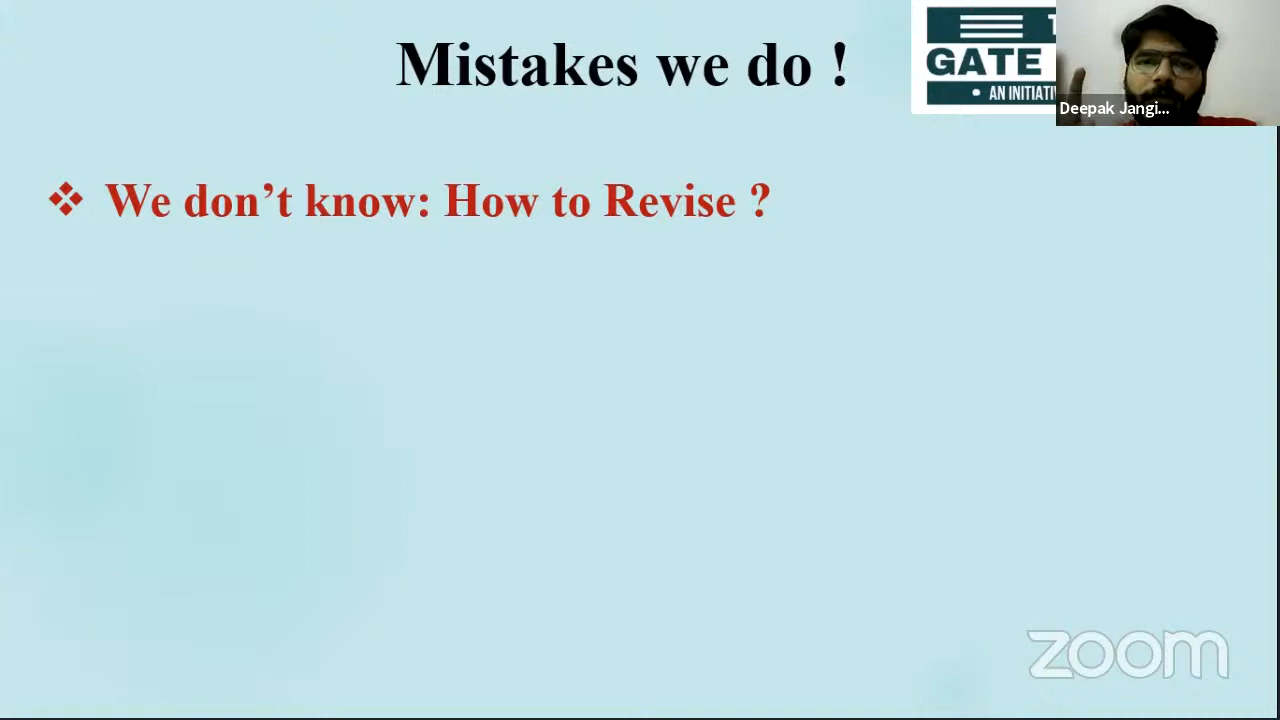 Mistakes we do !
GATE
• AN INITIATIV
Deepak Jangi...
❖ We don’t know: How to Revise ?
zoom